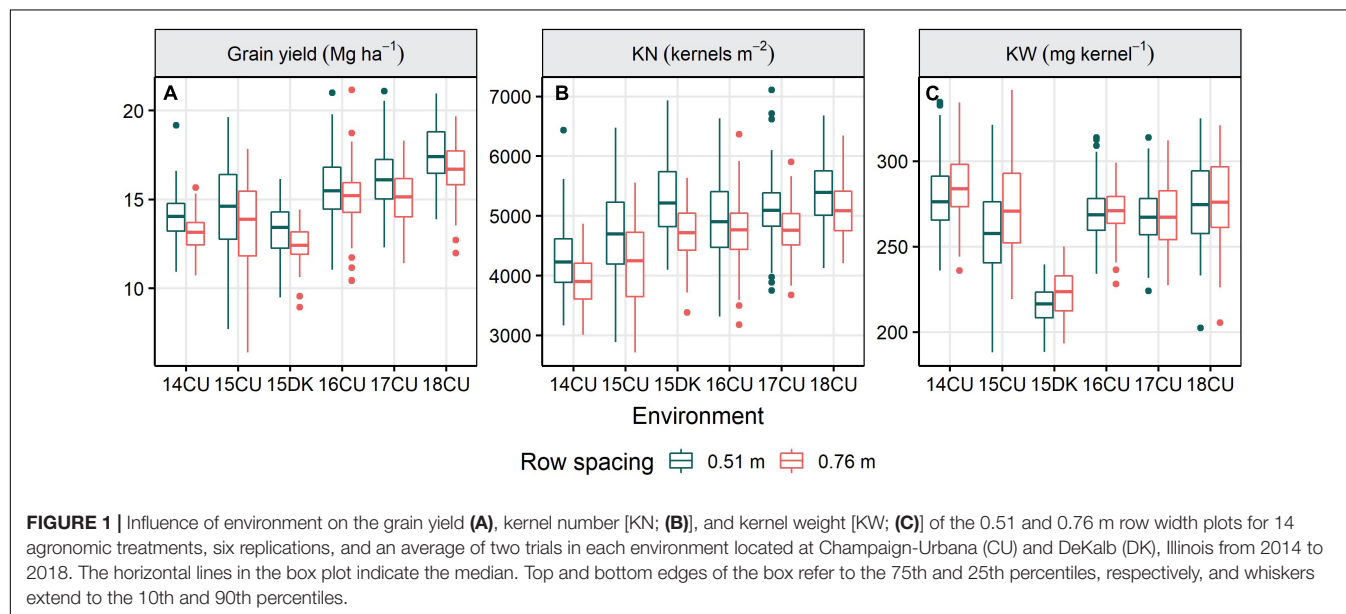 Grain yield (Mg ha⁻¹)
KN (kernels m⁻²)
KW (mg kernel⁻¹)
A
B
C
20
15
10
7000
6000
5000
4000
3000
300
250
200
14CU 15CU 15DK 16CU 17CU 18CU
14CU 15CU 15DK 16CU 17CU 18CU
14CU 15CU 15DK 16CU 17CU 18CU
Environment
Row spacing 0.51 m 0.76 m
FIGURE 1 | Influence of environment on the grain yield (A), kernel number [KN; (B)], and kernel weight [KW; (C)] of the 0.51 and 0.76 m row width plots for 14
agronomic treatments, six replications, and an average of two trials in each environment located at Champaign-Urbana (CU) and DeKalb (DK), Illinois from 2014 to
2018. The horizontal lines in the box plot indicate the median. Top and bottom edges of the box refer to the 75th and 25th percentiles, respectively, and whiskers
extend to the 10th and 90th percentiles.